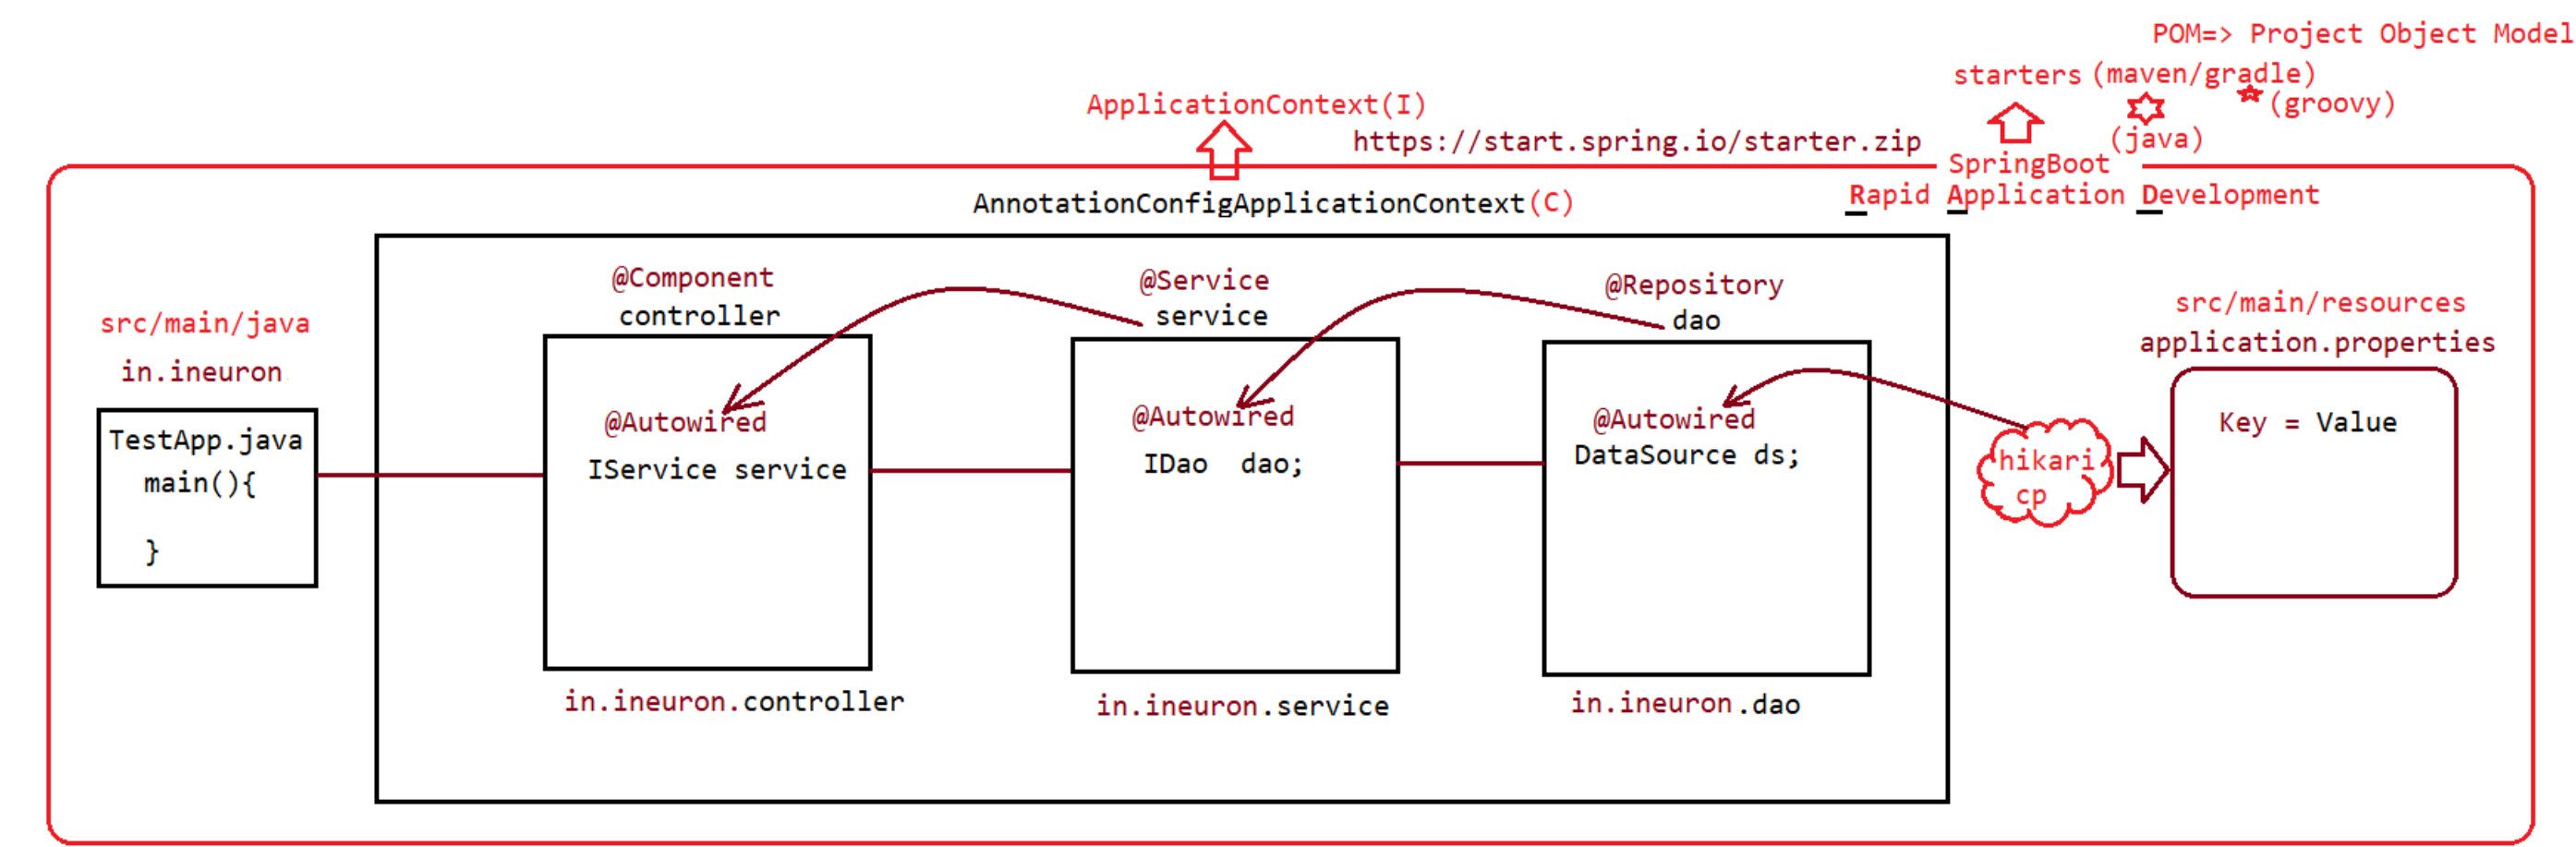 POM=> Project Object Model
starters (maven/gradle)
(groovy)
(java)
ApplicationContext(I)
https://start.spring.io/starter.zip
SpringBoot
Rapid Application Development
AnnotationConfigApplicationContext(C)
src/main/java
in.ineuron
TestApp.java
main(){
}
@Component
controller
@Autowired
IService service
in.ineuron.controller
@Service
service
@Autowired
IDao dao;
in.ineuron.service
@Repository
dao
@Autowired
DataSource ds;
in.ineuron.dao
hikari
cp
src/main/resources
application.properties
Key = Value